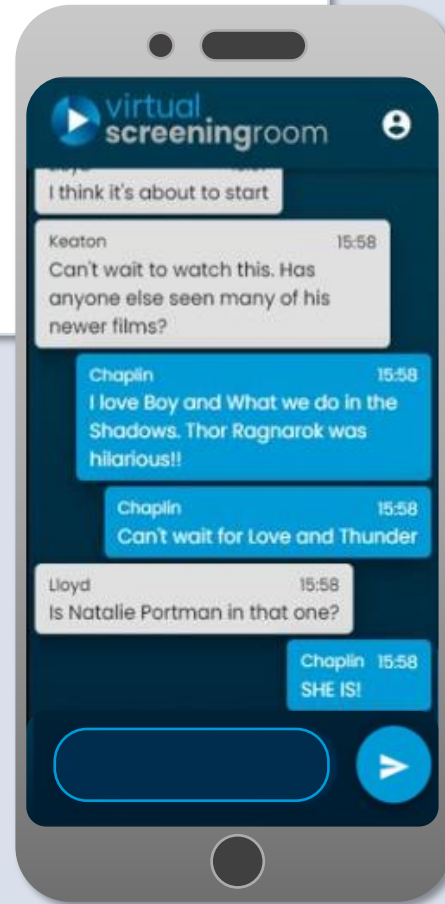 virtual
screeningroom
I think it's about to start
Keaton 15:58
Can't wait to watch this. Has
anyone else seen many of his
newer films?
Chaplin 15:58
I love Boy and What we do in the
Shadows. Thor Ragnarok was
hilarious!!
Chaplin 15:58
Can't wait for Love and Thunder
Lloyd 15:58
Is Natalie Portman in that one?
Chaplin 15:58
SHE IS!